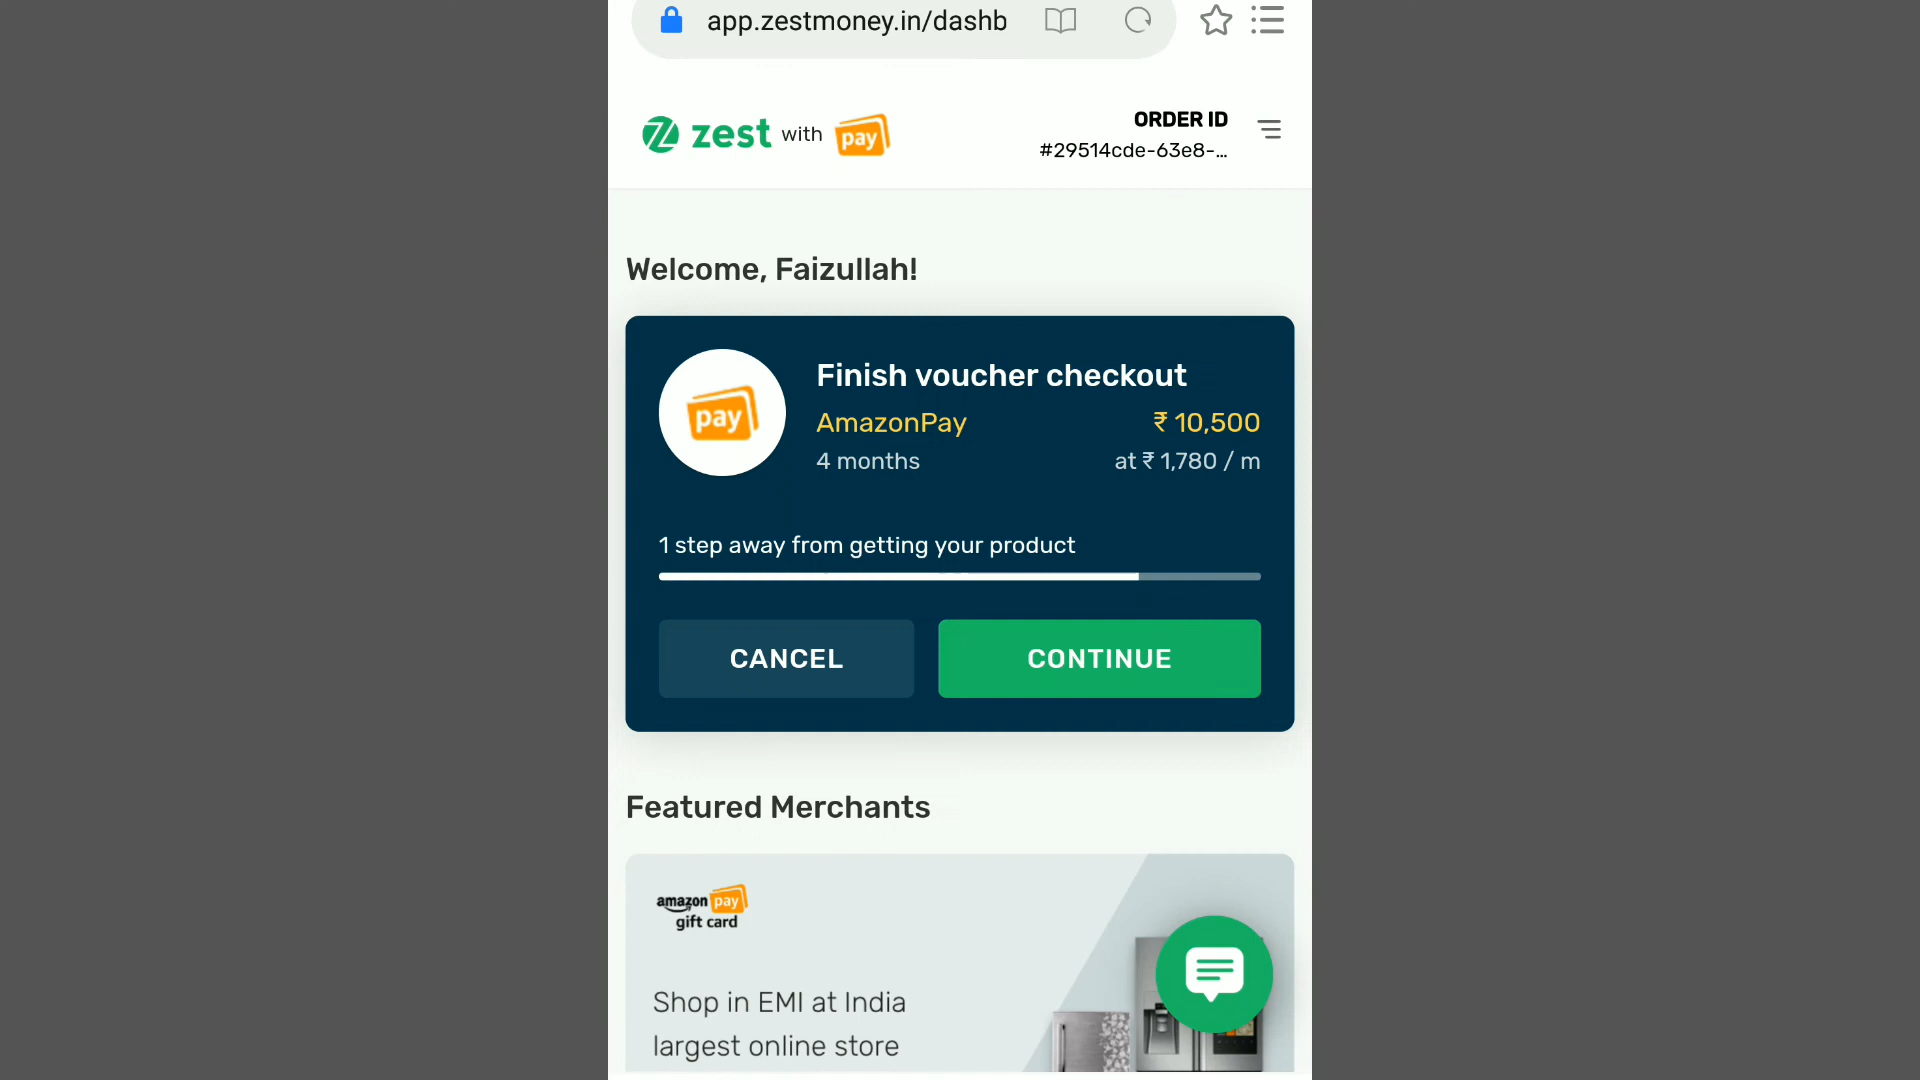 app.zestmoney.in/dashb
zest with pay
ORDER ID
#29514cde-63e8-...
Welcome, Faizullah!
pay
Finish voucher checkout
AmazonPay ₹ 10,500
4 months at ₹ 1,780 / m
1 step away from getting your product
CANCEL CONTINUE
Featured Merchants
amazon pay
gift card
Shop in EMI at India
largest online store